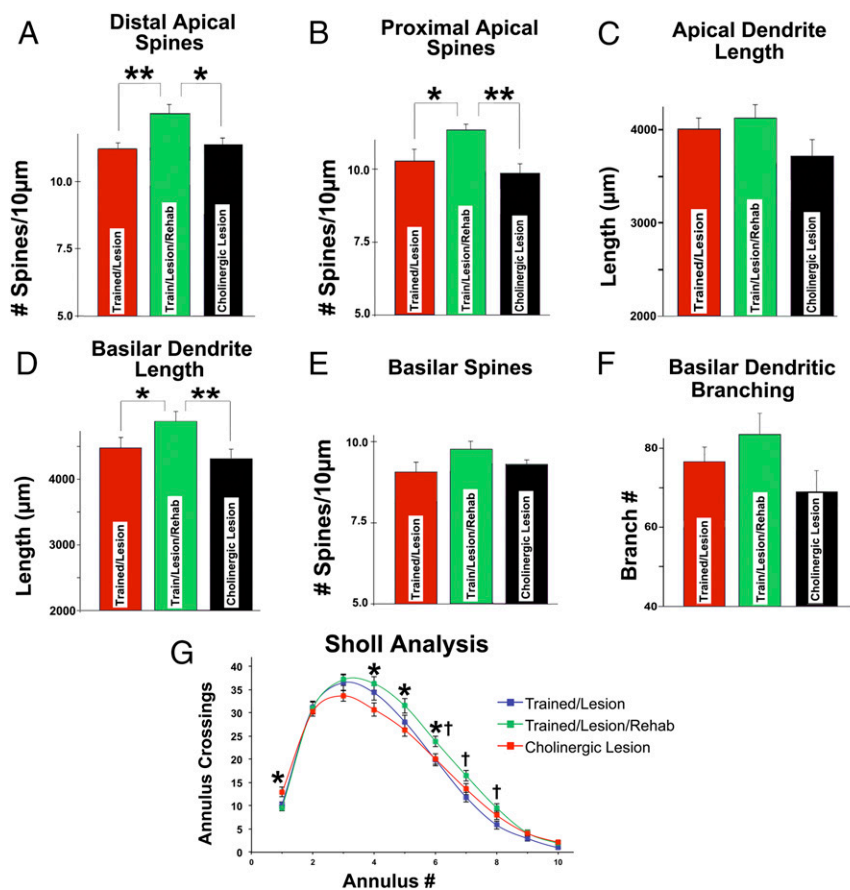 A
Distal Apical
Spines
**
*
# Spines/10µm
10.0
7.5
5.0
Trained/Lesion
Train/Lesion/Rehab
Cholinergic Lesion
B
Proximal Apical
Spines
*
**
# Spines/10µm
10.0
7.5
5.0
Trained/Lesion
Train/Lesion/Rehab
Cholinergic Lesion
C
Apical Dendrite
Length
Length (µm)
4000
3000
2000
Trained/Lesion
Train/Lesion/Rehab
Cholinergic Lesion
D
Basilar Dendrite
Length
*
**
Length (µm)
4000
3000
2000
Trained/Lesion
Train/Lesion/Rehab
Cholinergic Lesion
E
Basilar Spines
# Spines/10µm
10.0
7.5
5.0
Trained/Lesion
Train/Lesion/Rehab
Cholinergic Lesion
F
Basilar Dendritic
Branching
Branch #
80
60
40
Trained/Lesion
Train/Lesion/Rehab
Cholinergic Lesion
G
Sholl Analysis
Annulus Crossings
40
35
30
25
20
15
10
5
0
* * * *† † †
Trained/Lesion
Trained/Lesion/Rehab
Cholinergic Lesion
0 2 4 6 8 10
Annulus #